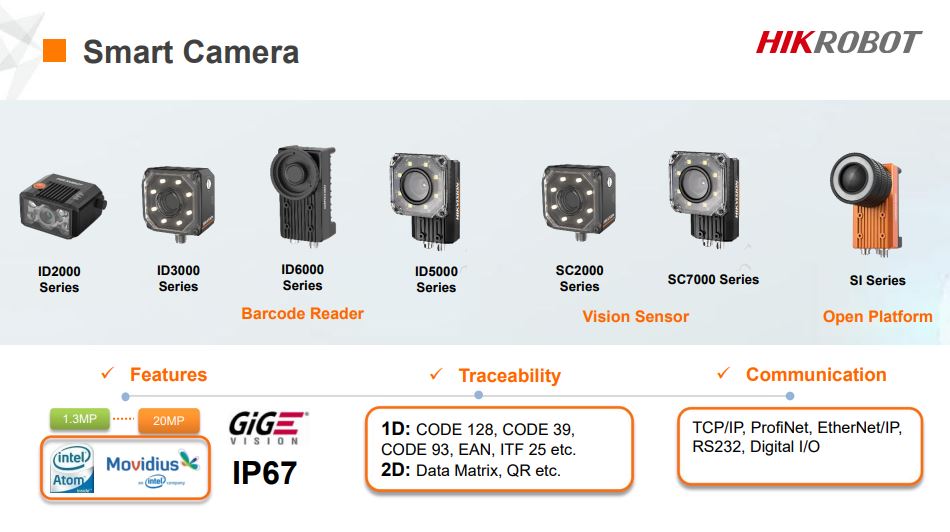 Smart Camera
HIKROBOT
ID2000
Series
ID3000
Series
ID6000
Series
ID5000
Series
SC2000
Series
SC7000 Series
SI Series
Barcode Reader
Vision Sensor
Open Platform
Features
Traceability
Communication
1.3MP
20MP
GiGE
VISION
IP67
intel
Atom
inside
Movidius
an intel company
1D: CODE 128, CODE 39,
CODE 93, EAN, ITF 25 etc.
2D: Data Matrix, QR etc.
TCP/IP, ProfiNet, EtherNet/IP,
RS232, Digital I/O